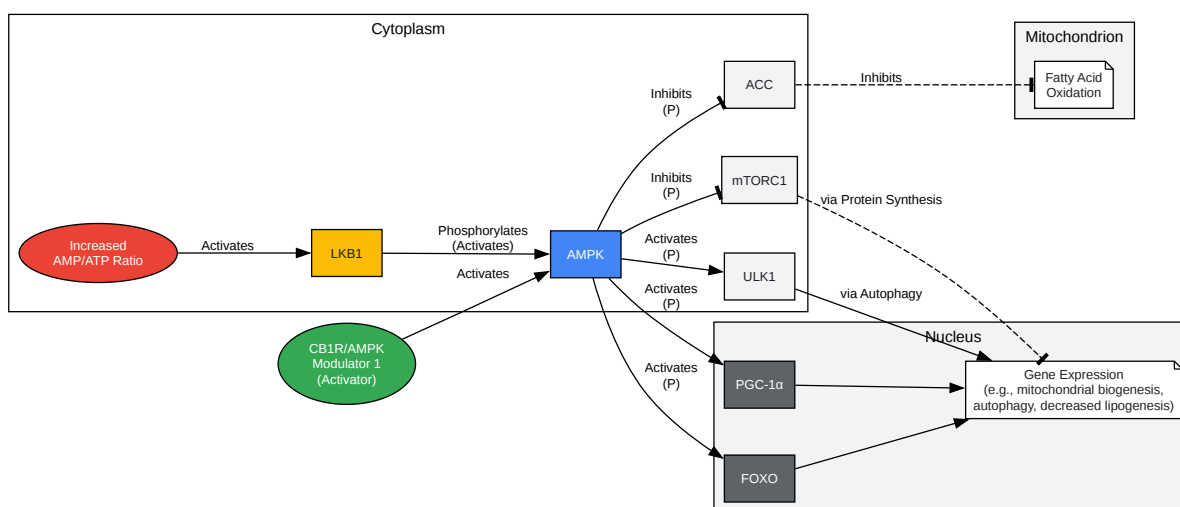 Cytoplasm
Mitochondrion
ACC
Inhibits
Fatty Acid
Oxidation
Inhibits
(P)
Inhibits
(P)
mTORC1
via Protein Synthesis
Increased
AMP/ATP Ratio
Activates
LKB1
Phosphorylates
(Activates)
Activates
AMPK
Activates
(P)
ULK1
via Autophagy
Activates
(P)
CB1R/AMPK
Modulator 1
(Activator)
Nucleus
Activates
(P)
PGC-1α
Gene Expression
(e.g., mitochondrial biogenesis,
autophagy, decreased lipogenesis)
FOXO